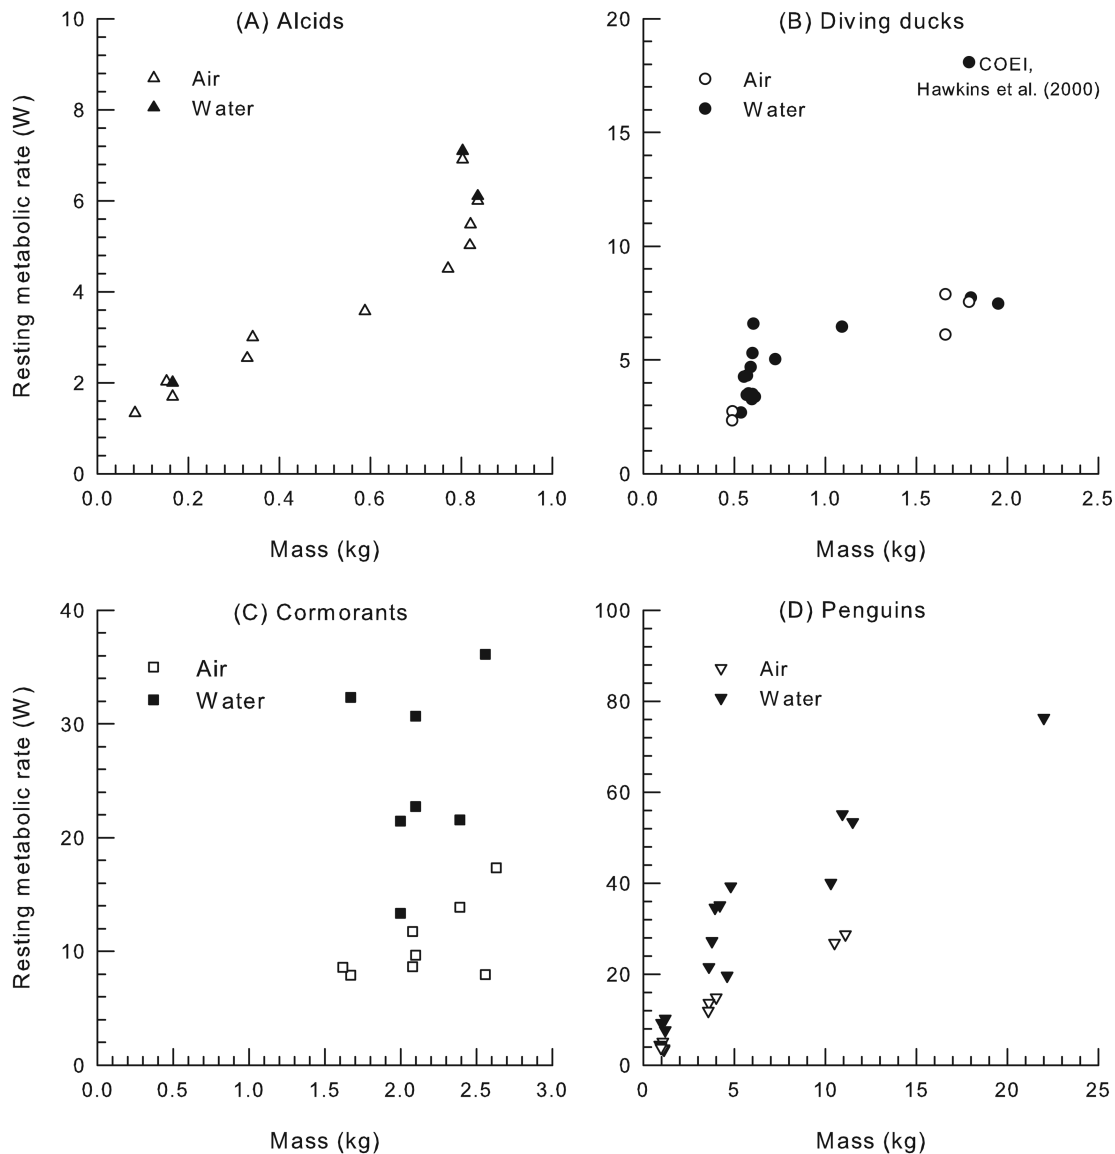 (A) Alcids
Air
Water
Resting metabolic rate (W)
10
8
6
4
2
0
0.0 0.2 0.4 0.6 0.8 1.0
Mass (kg)
(B) Diving ducks
Air
Water
COEI,
Hawkins et al. (2000)
20
15
10
5
0
0.0 0.5 1.0 1.5 2.0 2.5
Mass (kg)
(C) Cormorants
Air
Water
Resting metabolic rate (W)
40
30
20
10
0
0.0 0.5 1.0 1.5 2.0 2.5 3.0
Mass (kg)
(D) Penguins
Air
Water
100
80
60
40
20
0
0 5 10 15 20 25
Mass (kg)